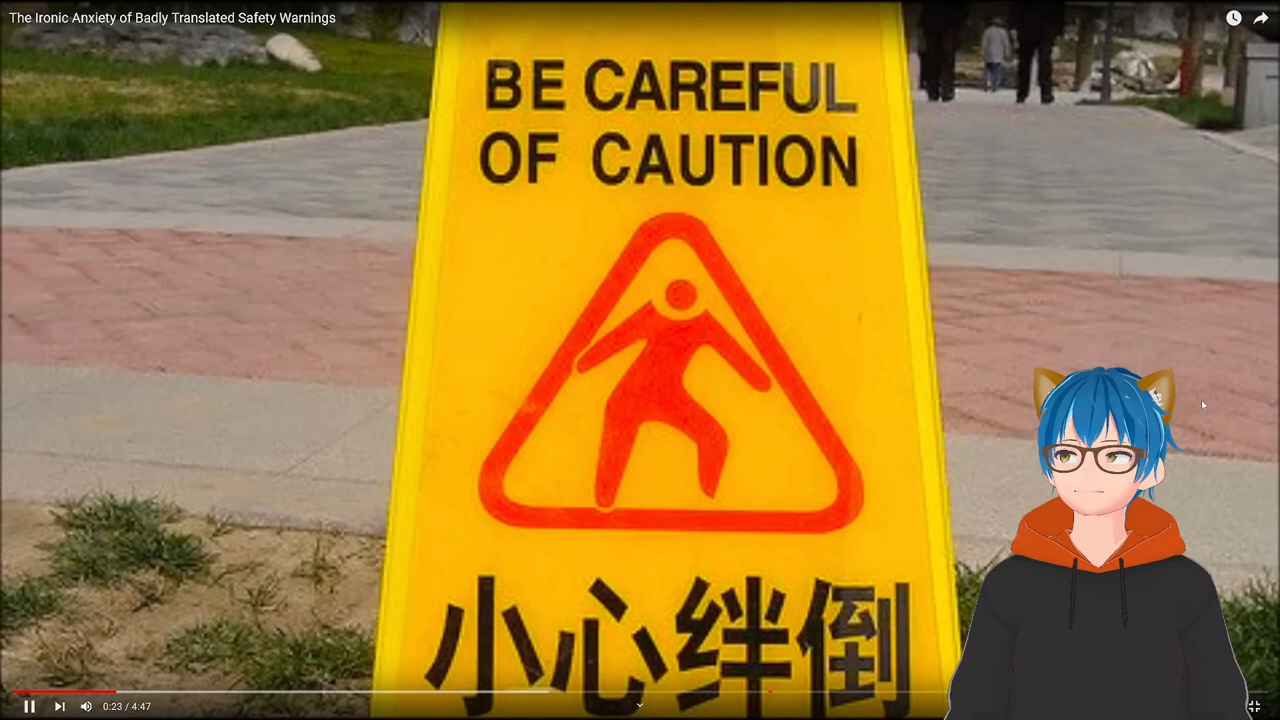 The Ironic Anxiety of Badly Translated Safety Warnings
BE CAREFUL
OF CAUTION
小心绊倒
0:23 / 4:47